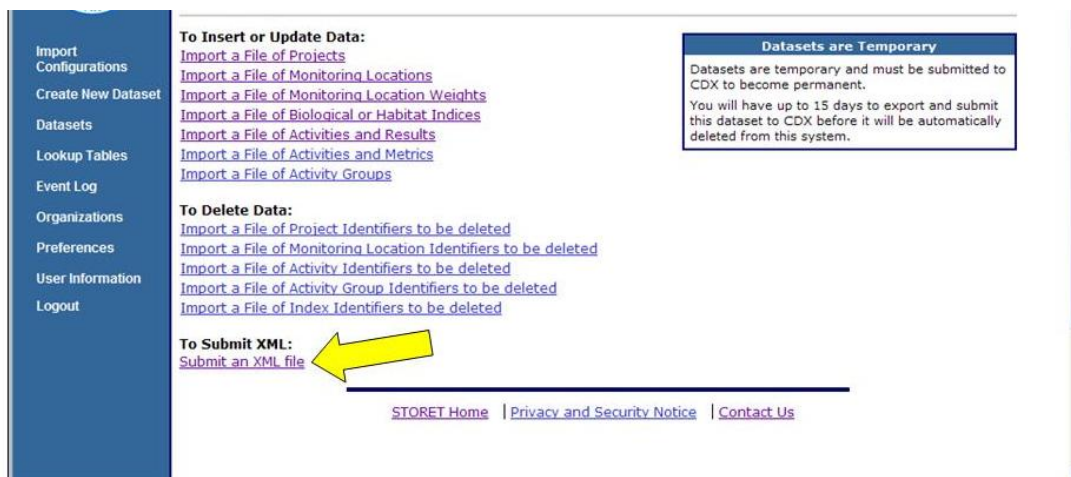 Import
Configurations
Create New Dataset
Datasets
Lookup Tables
Event Log
Organizations
Preferences
User Information
Logout
To Insert or Update Data:
Import a File of Projects
Import a File of Monitoring Locations
Import a File of Monitoring Location Weights
Import a File of Biological or Habitat Indices
Import a File of Activities and Results
Import a File of Activities and Metrics
Import a File of Activity Groups
To Delete Data:
Import a File of Project Identifiers to be deleted
Import a File of Monitoring Location Identifiers to be deleted
Import a File of Activity Identifiers to be deleted
Import a File of Activity Group Identifiers to be deleted
Import a File of Index Identifiers to be deleted
To Submit XML:
Submit an XML file
Datasets are Temporary
Datasets are temporary and must be submitted to
CDX to become permanent.
You will have up to 15 days to export and submit
this dataset to CDX before it will be automatically
deleted from this system.
STORET Home | Privacy and Security Notice | Contact Us